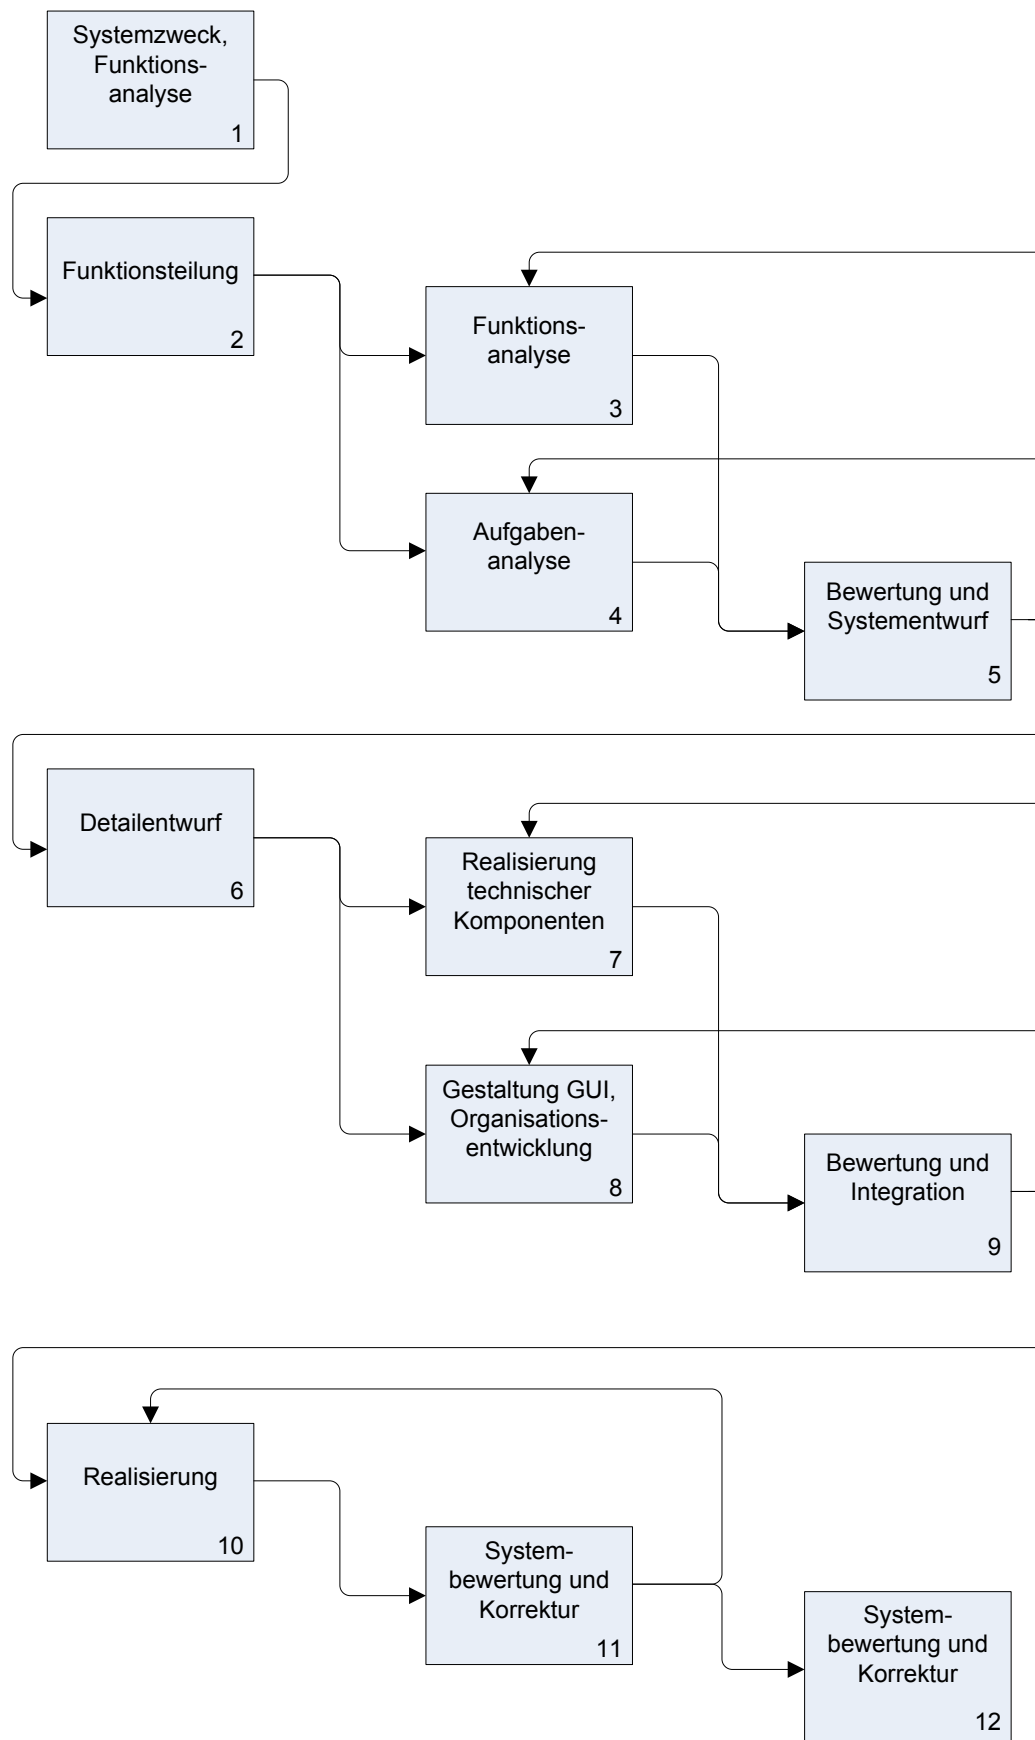 Systemzweck,
Funktions-
analyse
1
Funktionsteilung
2
Funktions-
analyse
3
Aufgaben-
analyse
4
Bewertung und
Systementwurf
5
Detailentwurf
6
Realisierung
technischer
Komponenten
7
Gestaltung GUI,
Organisations-
entwicklung
8
Bewertung und
Integration
9
Realisierung
10
System-
bewertung und
Korrektur
11
System-
bewertung und
Korrektur
12